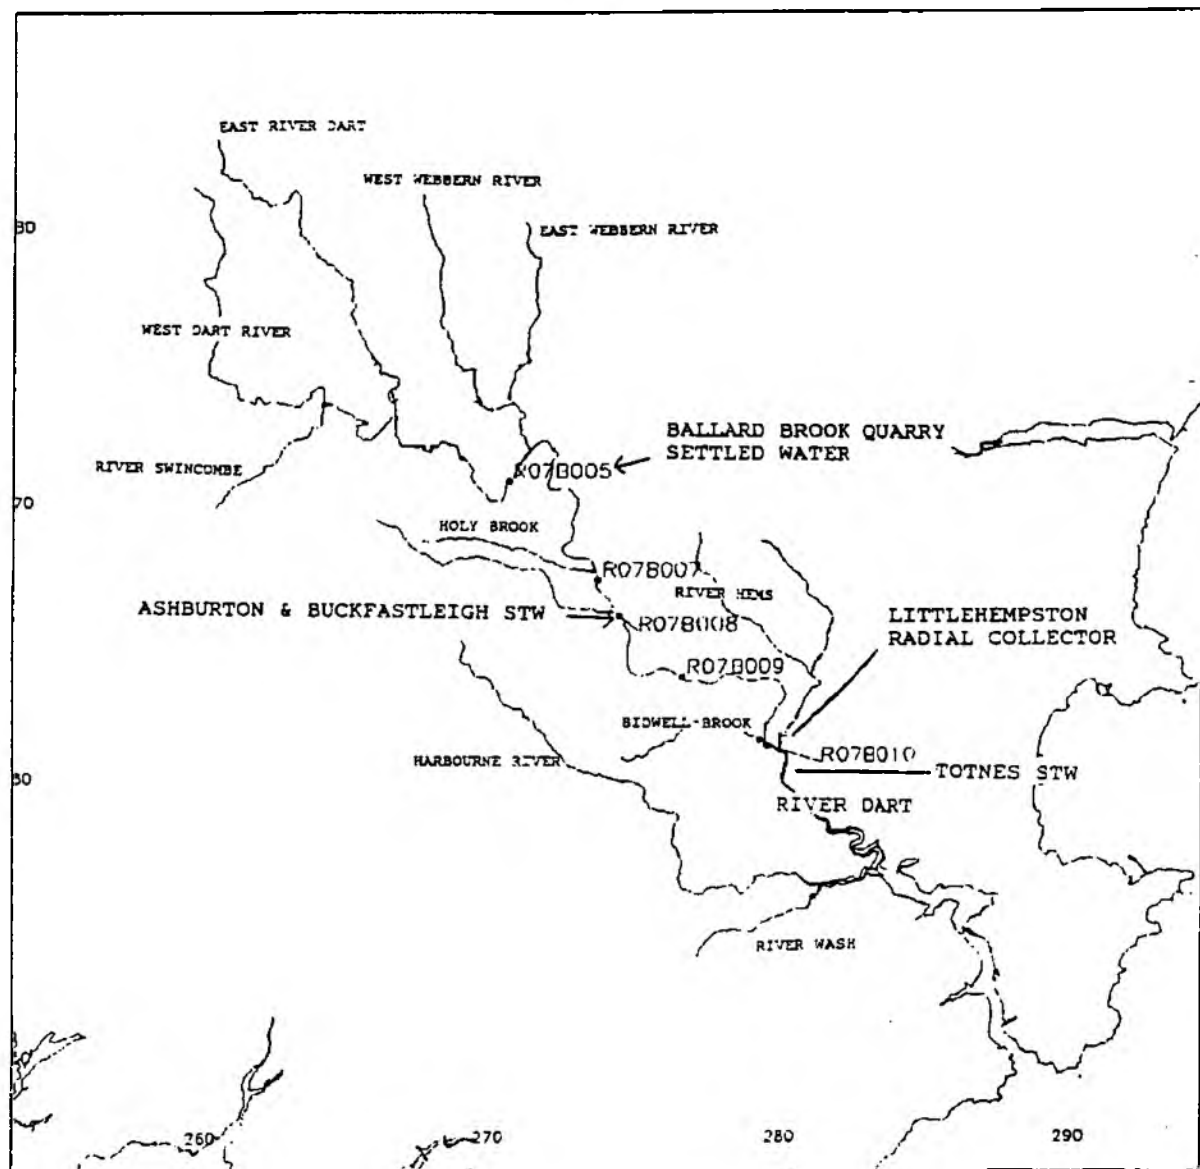 EAST RIVER DART
WEST WEBBERN RIVER
80
EAST WEBBERN RIVER
WEST DART RIVER
BALLARD BROOK QUARRY
SETTLED WATER
RIVER SWINCOMBE
R07B005
70
HOLY BROOK
R07B007
RIVER HEMS
ASHBURTON & BUCKFASTLEIGH STW
R07B008
LITTLEHEMPSTON
RADIAL COLLECTOR
R07B009
BIDWELL-BROOK
R07B010
HARBOURNE RIVER
60
TOTNES STW
RIVER DART
RIVER WASH
260
270
280
290